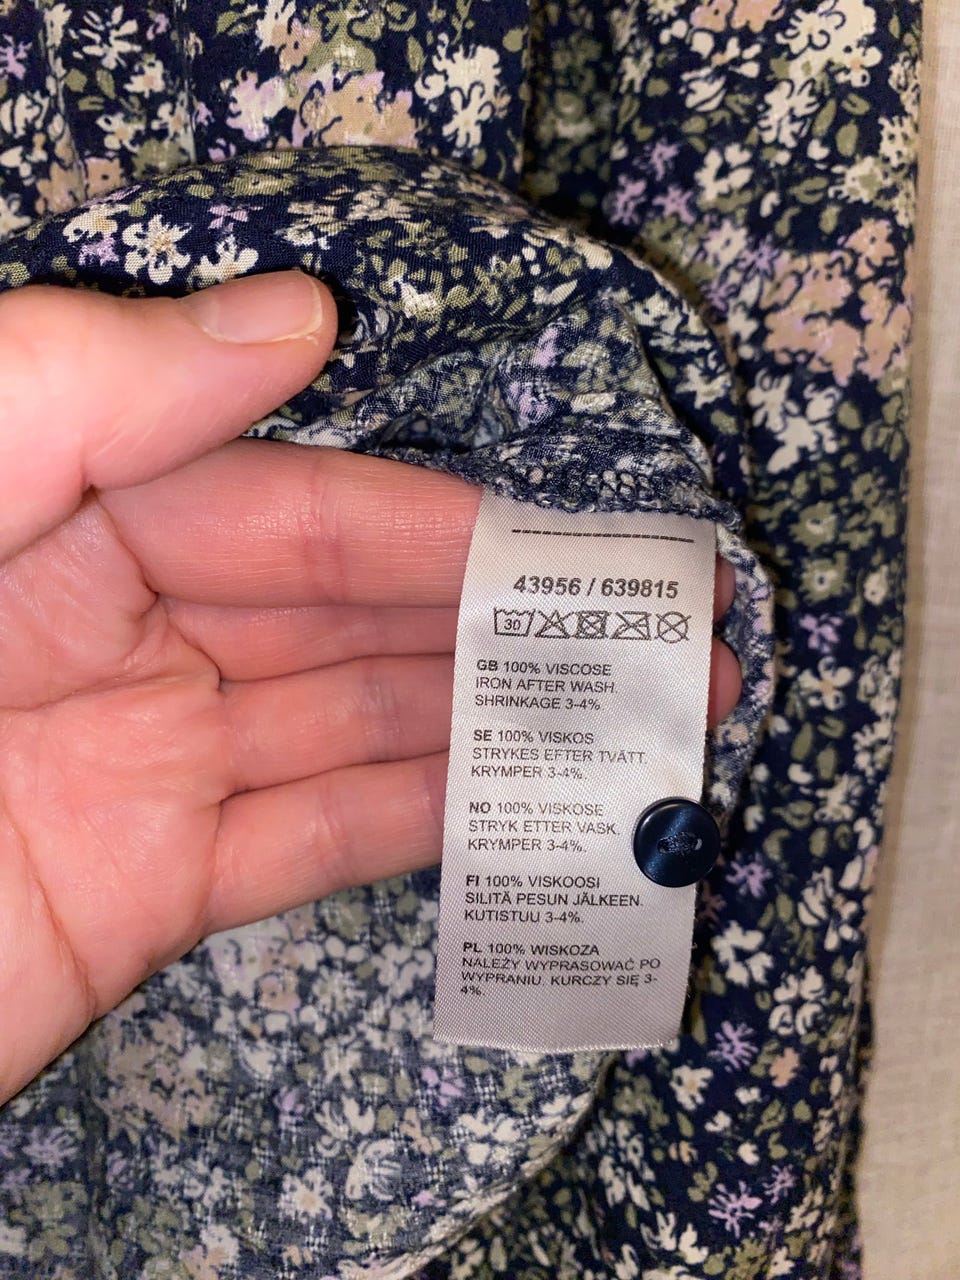 43956 / 639815
30
GB 100% VISCOSE
IRON AFTER WASH.
SHRINKAGE 3-4%.
SE 100% VISKOS
STRYKES EFTER TVÄTT.
KRYMPER 3-4%.
NO 100% VISKOSE
STRYK ETTER VASK.
KRYMPER 3-4%.
FI 100% VISKOOSI
SILITÄ PESUN JÄLKEEN.
KUTISTUU 3-4%.
PL 100% WISKOZA
NALEŻY WYPRASOWAĆ PO
WYPRANIU. KURCZY SIĘ 3-
4%.